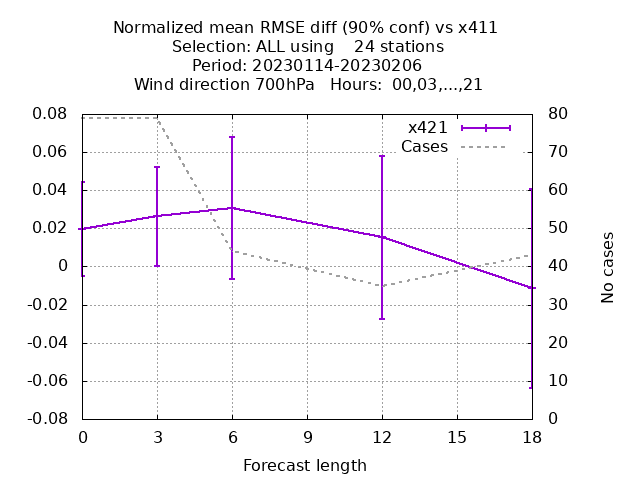 Normalized mean RMSE diff (90% conf) vs x411
Selection: ALL using    24 stations
Period: 20230114-20230206
Wind direction 700hPa   Hours:  00,03,...,21
x421
Cases
0.08
0.06
0.04
0.02
0
-0.02
-0.04
-0.06
-0.08
80
70
60
50
40
30
20
10
0
No cases
0 3 6 9 12 15 18
Forecast length